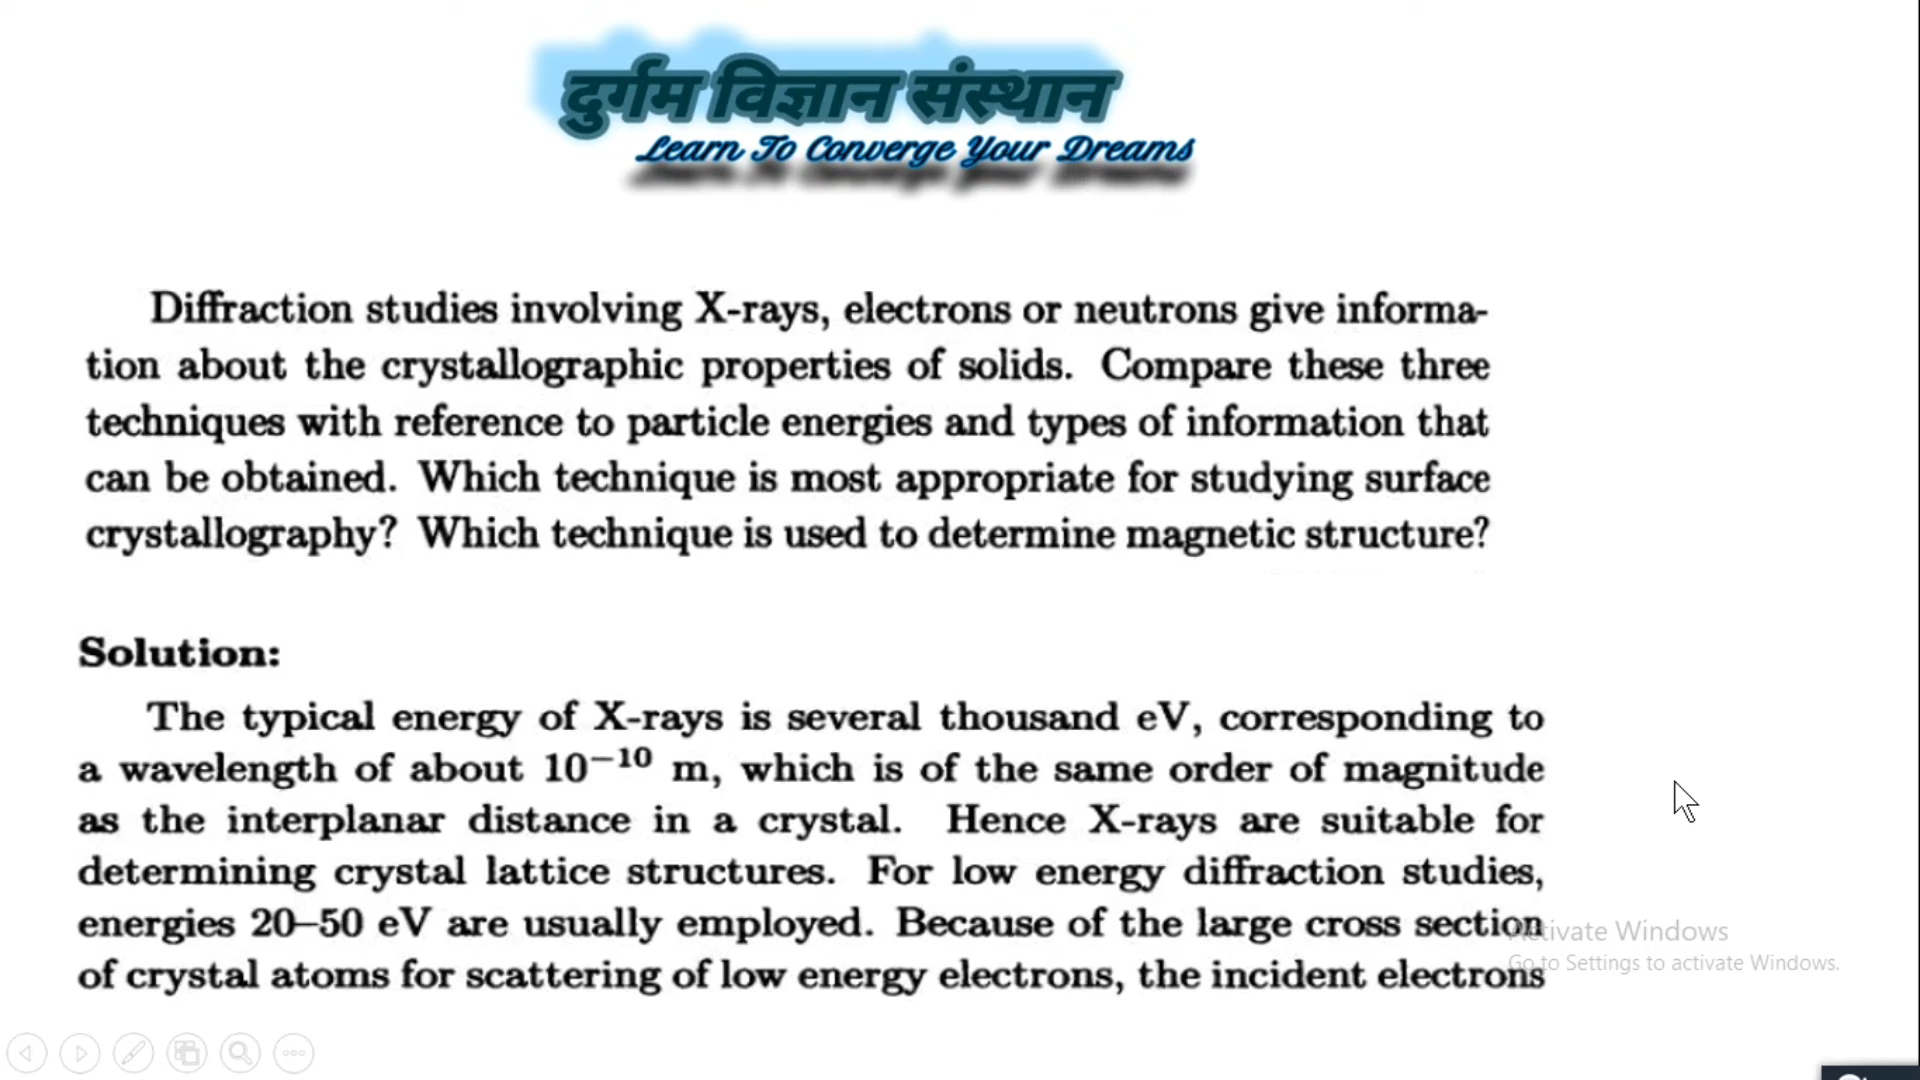 दुर्गम विज्ञान संस्थान
Learn To Converge Your Dreams
Diffraction studies involving X-rays, electrons or neutrons give informa-
tion about the crystallographic properties of solids. Compare these three
techniques with reference to particle energies and types of information that
can be obtained. Which technique is most appropriate for studying surface
crystallography? Which technique is used to determine magnetic structure?
Solution:
The typical energy of X-rays is several thousand eV, corresponding to
a wavelength of about 10⁻¹⁰ m, which is of the same order of magnitude
as the interplanar distance in a crystal. Hence X-rays are suitable for
determining crystal lattice structures. For low energy diffraction studies,
energies 20–50 eV are usually employed. Because of the large cross section
of crystal atoms for scattering of low energy electrons, the incident electrons
Activate Windows
Go to Settings to activate Windows.